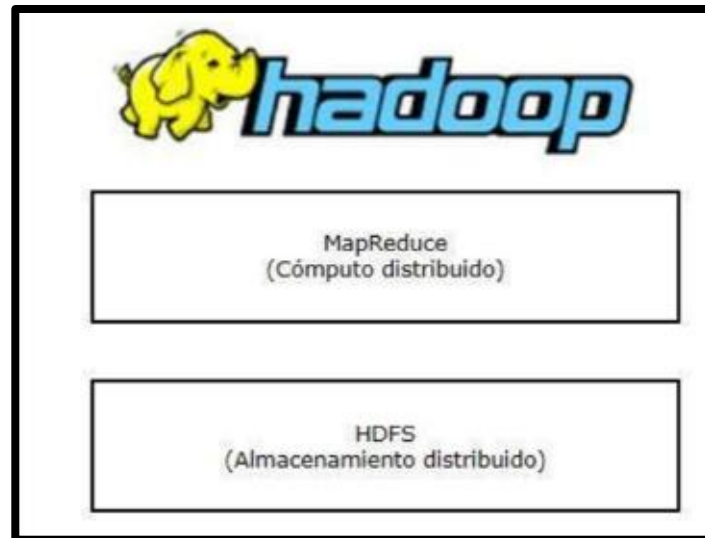 hadoop
MapReduce
(Cómputo distribuido)
HDFS
(Almacenamiento distribuido)